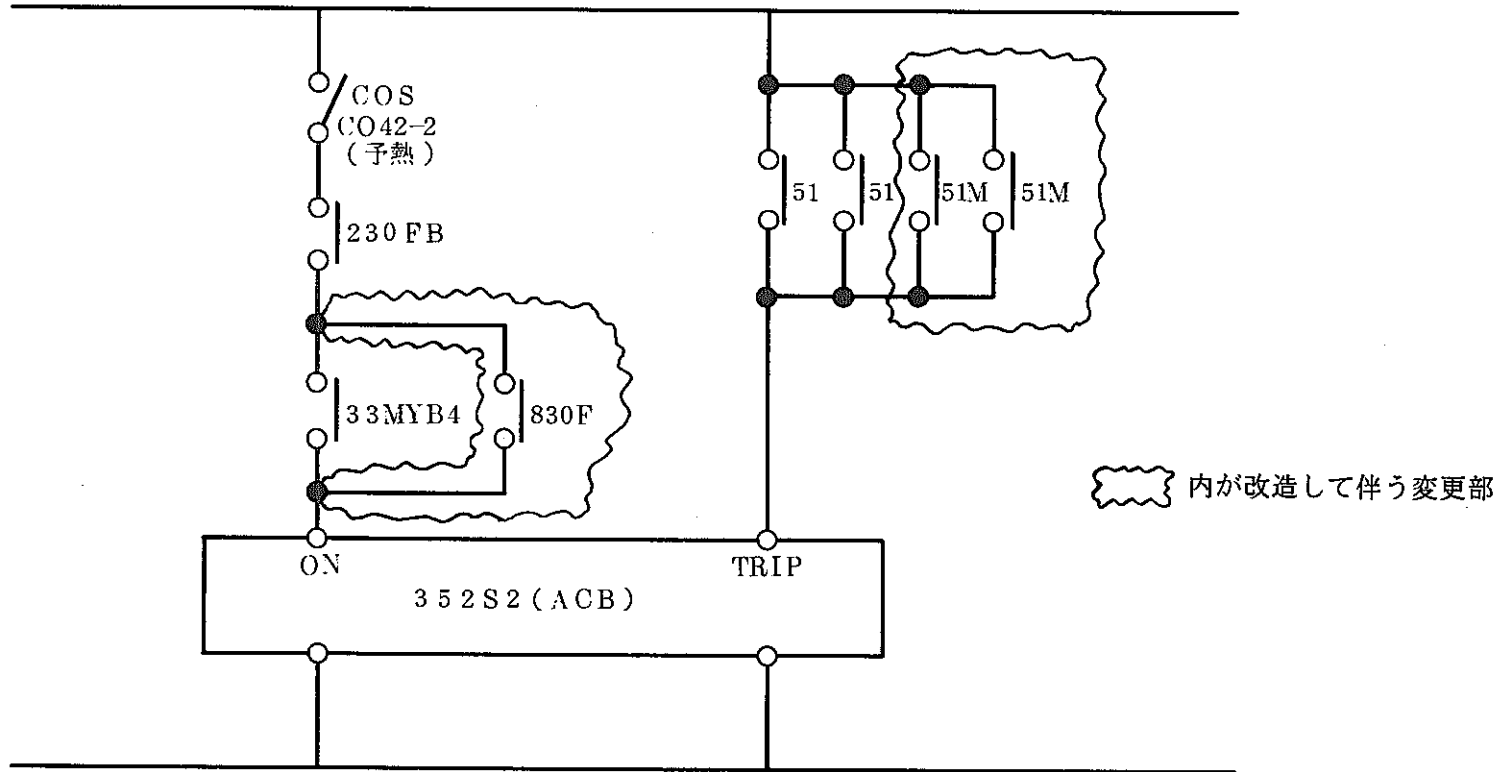 COS
CO42-2
(予熱)
230FB
51
51
51M
51M
33MYB4
830F
内が改造して伴う変更部
ON
TRIP
352S2(ACB)